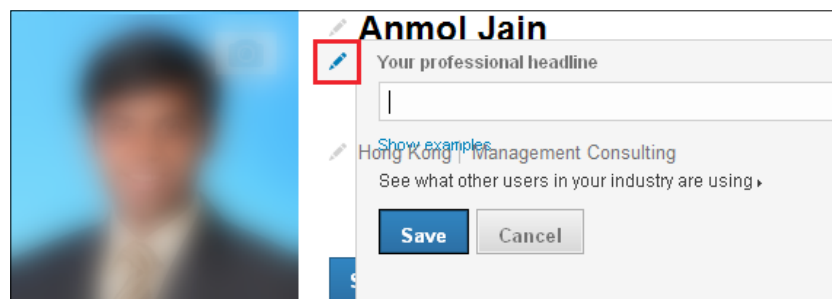 Anmol Jain
Your professional headline
Show examples
Hong Kong | Management Consulting
See what other users in your industry are using
Save Cancel
S